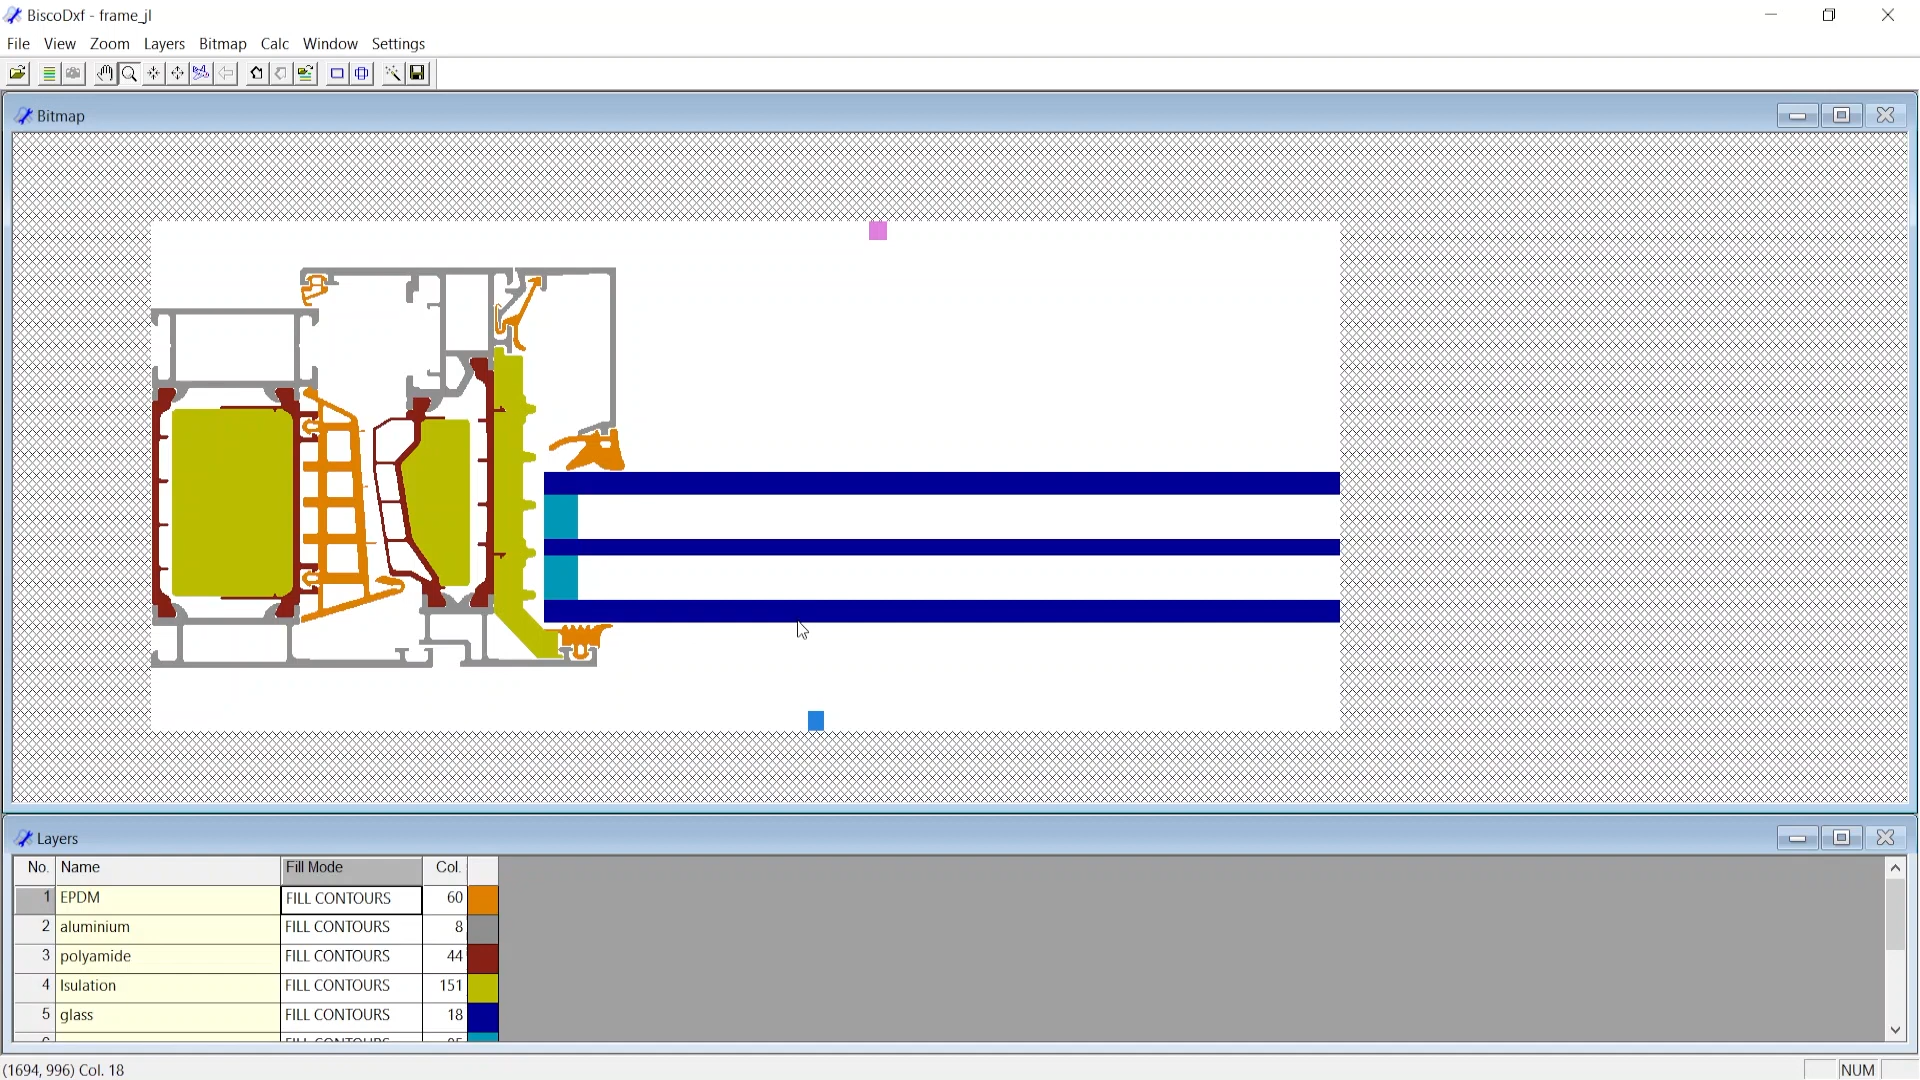 BiscoDxf - frame_jl
File View Zoom Layers Bitmap Calc Window Settings
Bitmap
Layers
No. Name Fill Mode Col.
1 EPDM FILL CONTOURS 60
2 aluminium FILL CONTOURS 8
3 polyamide FILL CONTOURS 44
4 Isulation FILL CONTOURS 151
5 glass FILL CONTOURS 18
(1694, 996) Col. 18 NUM